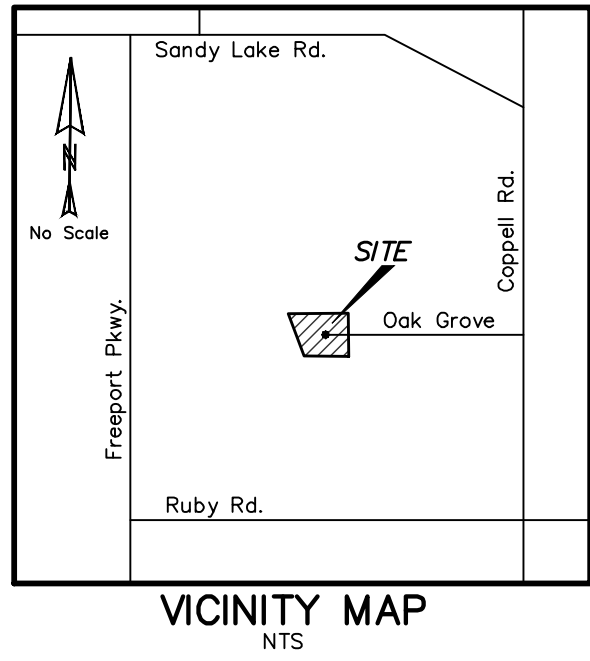 Sandy Lake Rd.
N
No Scale
Coppell Rd.
SITE
Oak Grove
Freeport Pkwy.
Ruby Rd.
VICINITY MAP
NTS